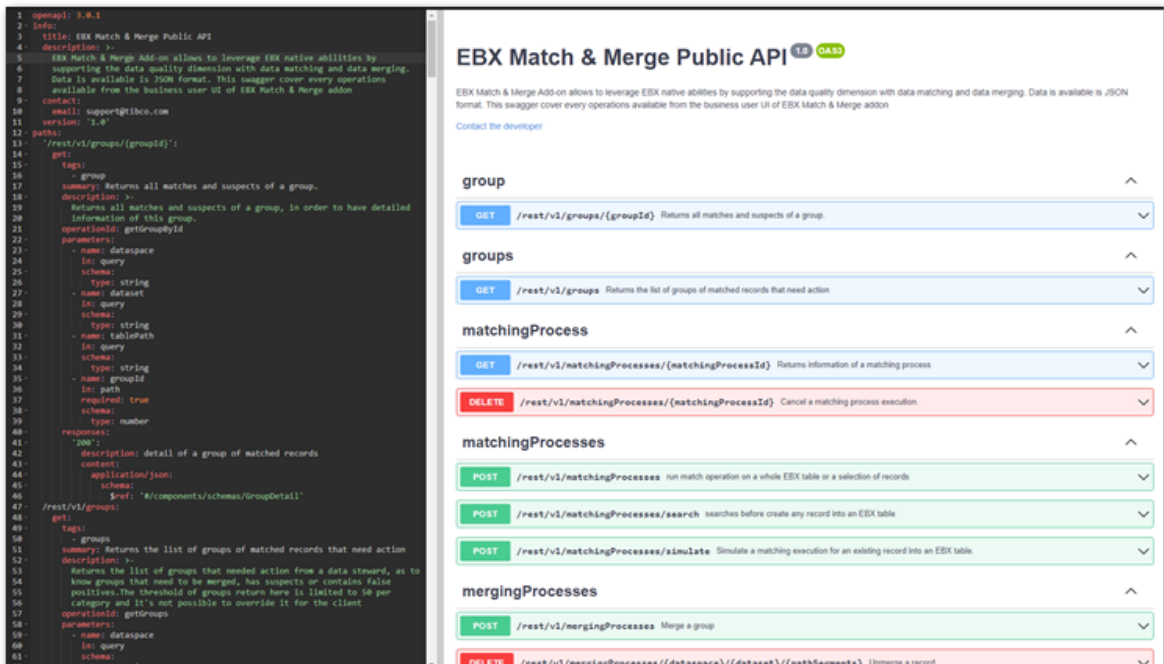 1 openapi: 3.0.1
2 info:
3 title: EBX Match & Merge Public API
4 description: >-
5 EBX Match & Merge Add-on allows to leverage EBX native abilities by
6 supporting the data quality dimension with data matching and data merging.
7 Data is available is JSON format. This swagger cover every operations
8 available from the business user UI of EBX Match & Merge addon
9 contact:
10 email: support@tibco.com
11 version: '1.0'
12 paths:
13 '/rest/v1/groups/{groupId}':
14 get:
15 tags:
16 - group
17 summary: Returns all matches and suspects of a group.
18 description: >-
19 Returns all matches and suspects of a group, in order to have detailed
20 information of this group.
21 operationId: getGroupById
22 parameters:
23 - name: dataspace
24 in: query
25 schema:
26 type: string
27 - name: dataset
28 in: query
29 schema:
30 type: string
31 - name: tablePath
32 in: query
33 schema:
34 type: string
35 - name: groupId
36 in: path
37 required: true
38 schema:
39 type: number
40 responses:
41 '200':
42 description: detail of a group of matched records
43 content:
44 application/json:
45 schema:
46 $ref: '#/components/schemas/GroupDetail'
47 /rest/v1/groups:
48 get:
49 tags:
50 - groups
51 summary: Returns the list of groups of matched records that need action
52 description: >-
53 Returns the list of groups that needed action from a data steward, as to
54 know groups that need to be merged, has suspects or contains false
55 positives.The threshold of groups return here is limited to 50 per
56 category and it's not possible to override it for the client
57 operationId: getGroups
58 parameters:
59 - name: dataspace
60 in: query
61 schema:
EBX Match & Merge Public API 1.0 OAS3
EBX Match & Merge Add-on allows to leverage EBX native abilities by supporting the data quality dimension with data matching and data merging. Data is available is JSON
format. This swagger cover every operations available from the business user UI of EBX Match & Merge addon
Contact the developer
group
GET /rest/v1/groups/{groupId} Returns all matches and suspects of a group.
groups
GET /rest/v1/groups Returns the list of groups of matched records that need action
matchingProcess
GET /rest/v1/matchingProcesses/{matchingProcessId} Returns information of a matching process
DELETE /rest/v1/matchingProcesses/{matchingProcessId} Cancel a matching process execution.
matchingProcesses
POST /rest/v1/matchingProcesses run match operation on a whole EBX table or a selection of records
POST /rest/v1/matchingProcesses/search searches before create any record into an EBX table
POST /rest/v1/matchingProcesses/simulate Simulate a matching execution for an existing record into an EBX table.
mergingProcesses
POST /rest/v1/mergingProcesses Merge a group
DELETE /rest/v1/mergingProcesses/{dataspace}/{dataset}/{pathSegments} Unmerge a record